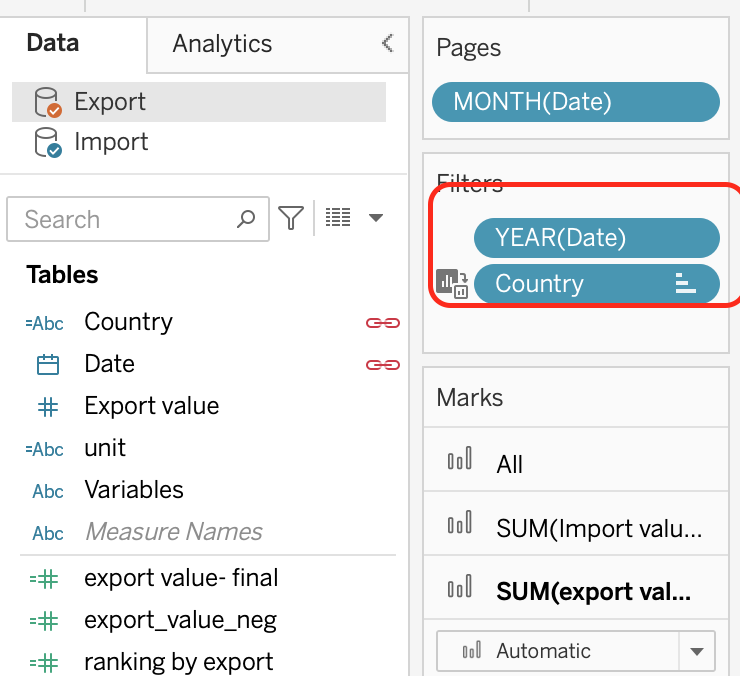 Data
Analytics
Export
Import
Search
Tables
=Abc Country
Date
# Export value
=Abc unit
Abc Variables
Abc Measure Names
=# export value- final
=# export_value_neg
=# ranking by export
Pages
MONTH(Date)
Filters
YEAR(Date)
Country
Marks
All
SUM(Import valu...
SUM(export val...
Automatic